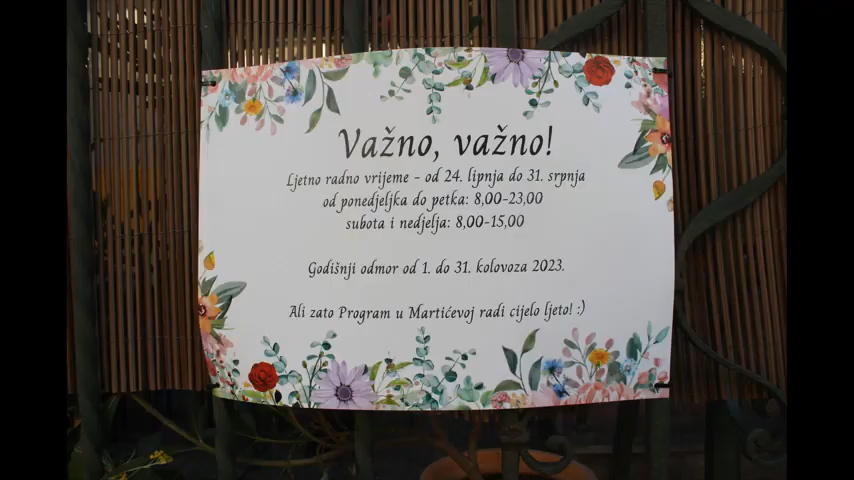 Važno, važno!
Ljetno radno vrijeme - od 24. lipnja do 31. srpnja
od ponedjeljka do petka: 8,00-23,00
subota i nedjelja: 8,00-15,00
Godišnji odmor od 1. do 31. kolovoza 2023.
Ali zato Program u Martićevoj radi cijelo ljeto! :)